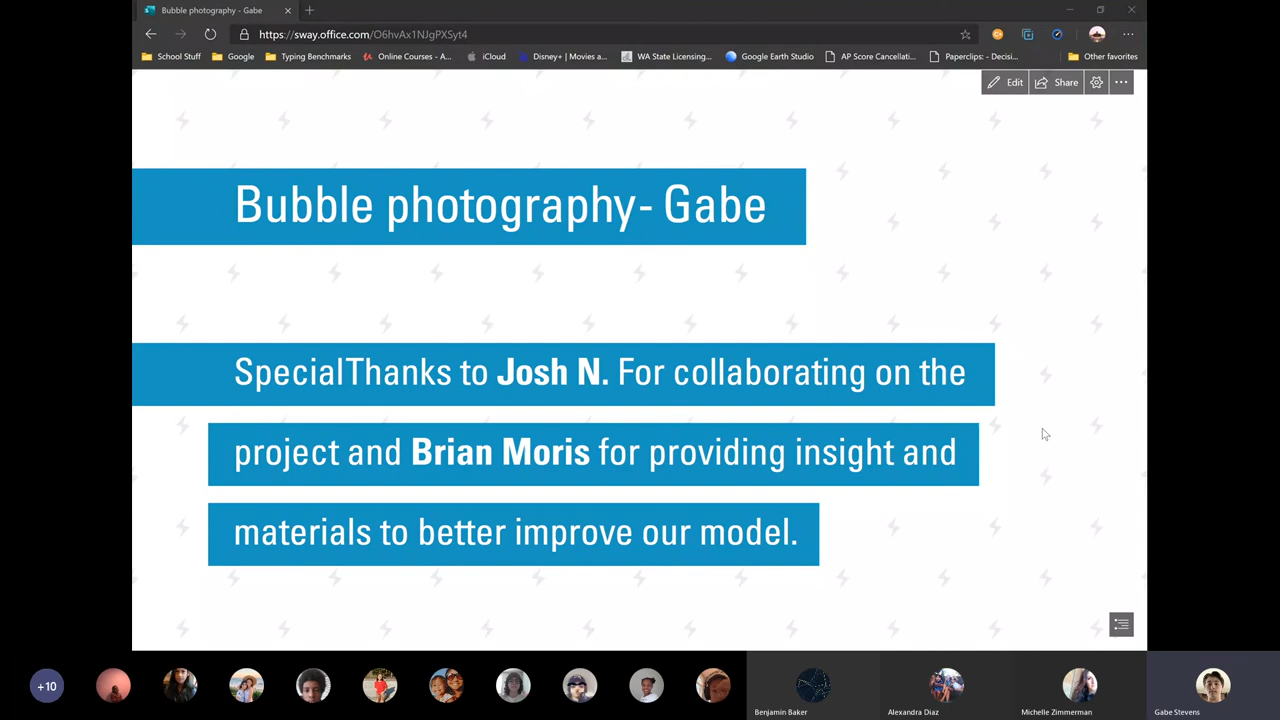 Bubble photography - Gabe
https://sway.office.com/O6hvAx1NJgPXSyt4
School Stuff Google Typing Benchmarks Online Courses - A... iCloud Disney+ | Movies a... WA State Licensing... Google Earth Studio AP Score Cancellati... Paperclips: - Decisi... Other favorites
Edit Share
Bubble photography- Gabe
SpecialThanks to Josh N. For collaborating on the
project and Brian Moris for providing insight and
materials to better improve our model.
+10
Benjamin Baker Alexandra Diaz Michelle Zimmerman Gabe Stevens